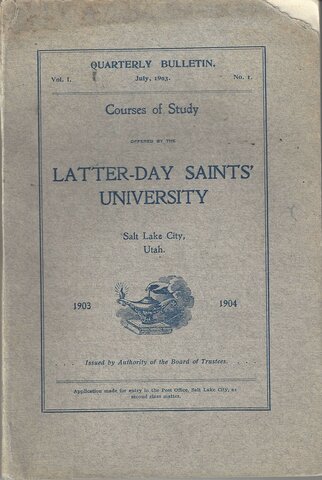 QUARTERLY BULLETIN.
Vol. I. July, 1903. No. 1.
Courses of Study
OFFERED BY THE
LATTER-DAY SAINTS'
UNIVERSITY
Salt Lake City,
Utah.
1903 1904
. . . . Issued by Authority of the Board of Trustees. . . . .
Application made for entry in the Post Office, Salt Lake City, as
second class matter.